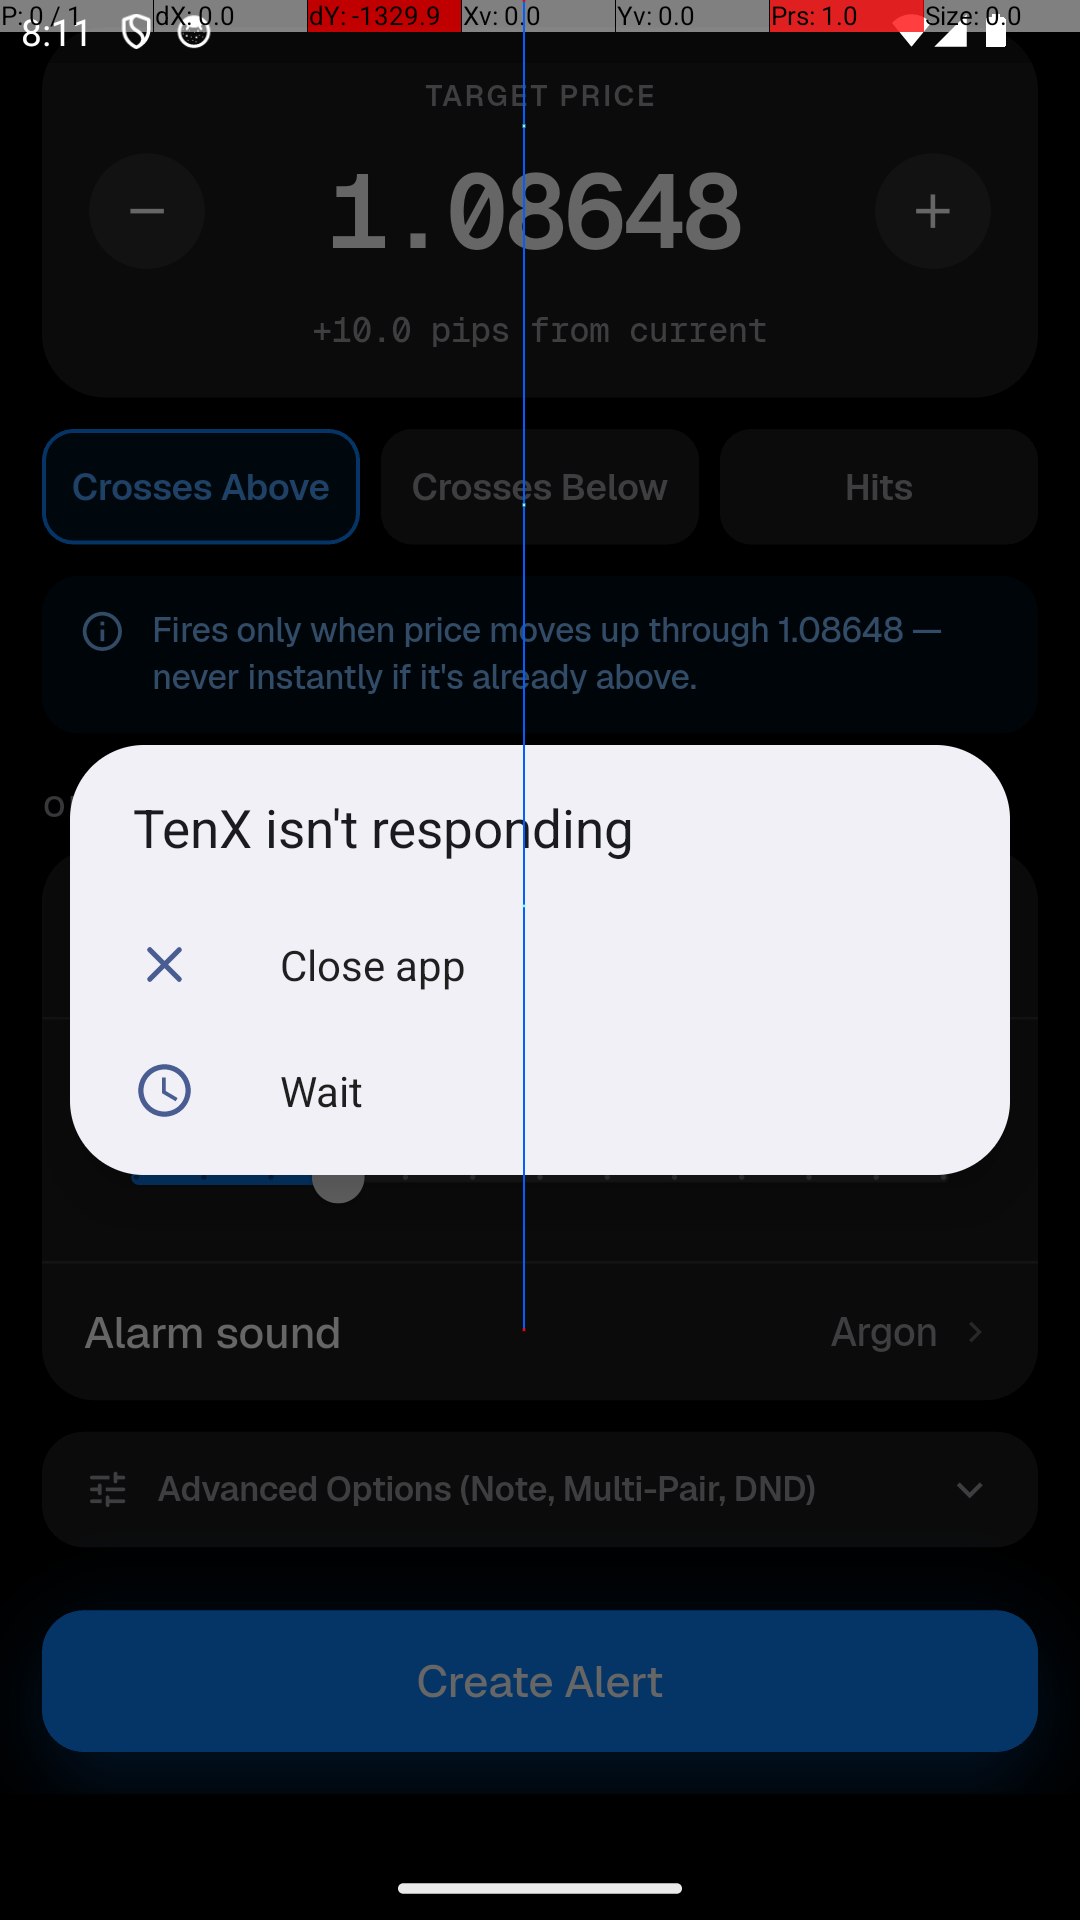 P: 0 / 1 dX: 0.0 dY: -1329.9 Xv: 0.0 Yv: 0.0 Prs: 1.0 Size: 0.0
8:11
TARGET PRICE
1.08648
+10.0 pips from current
Crosses Above Crosses Below Hits
Fires only when price moves up through 1.08648 —
never instantly if it's already above.
TenX isn't responding
Close app
Wait
Alarm sound Argon
Advanced Options (Note, Multi-Pair, DND)
Create Alert